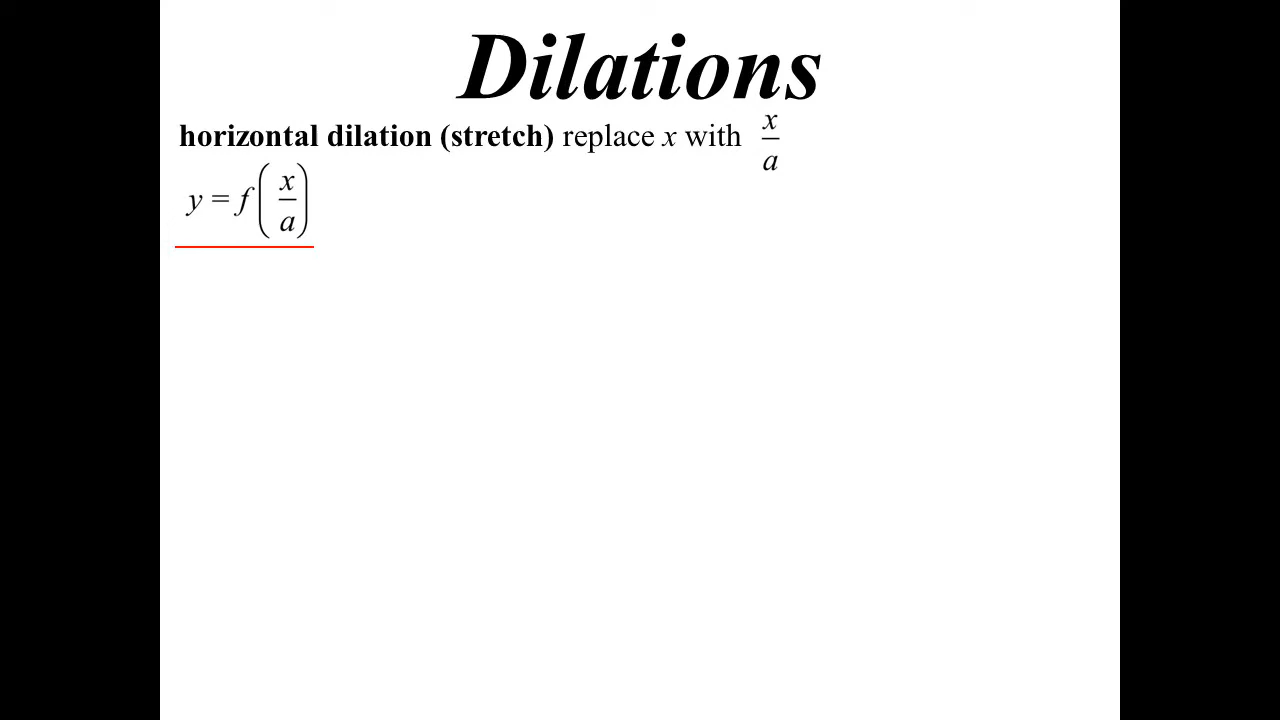 Dilations
horizontal dilation (stretch) replace x with x/a
y = f(x/a)